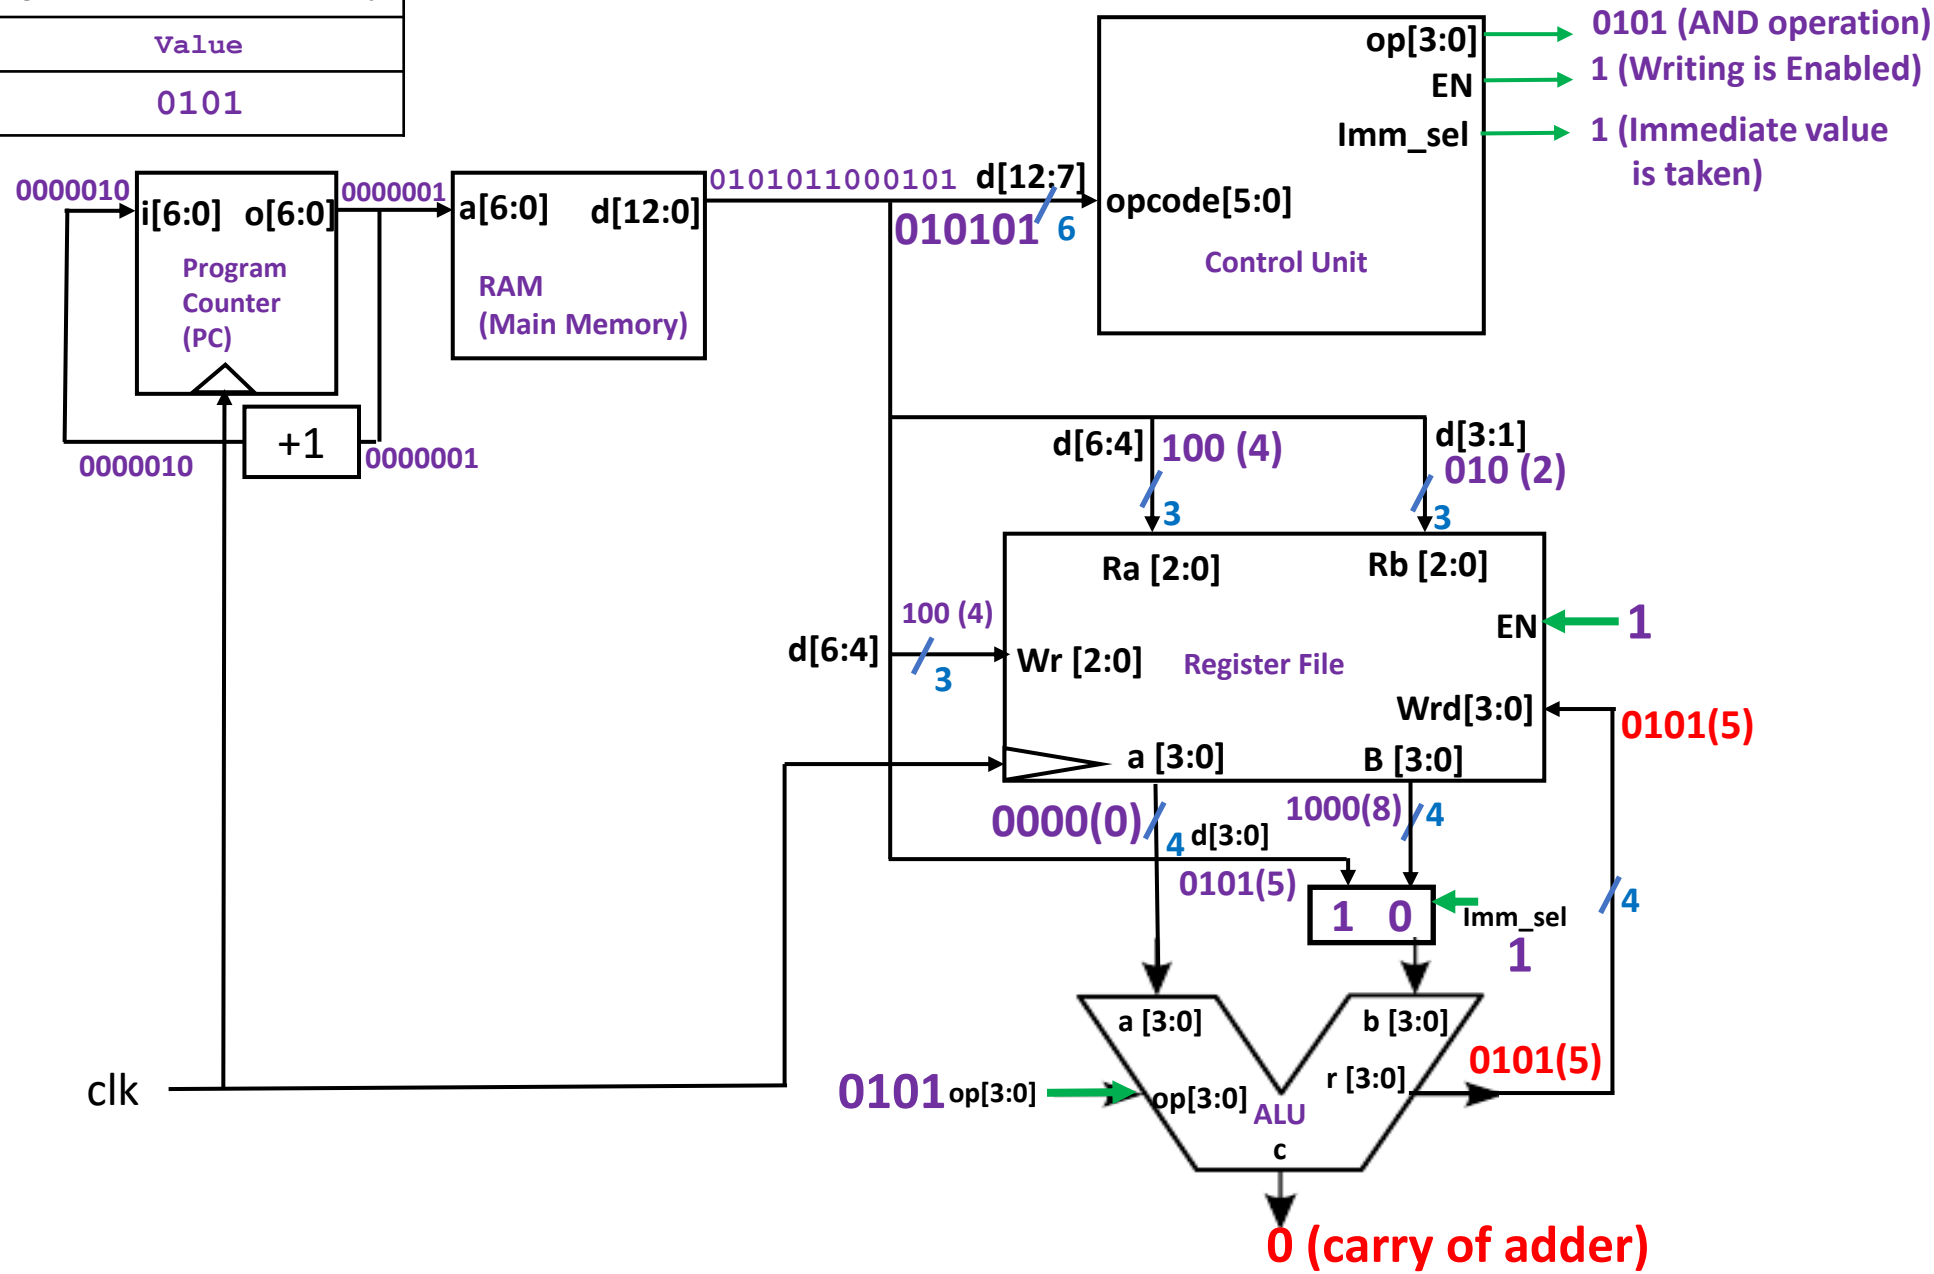 Value
0101
op[3:0]
0101 (AND operation)
EN
1 (Writing is Enabled)
Imm_sel
1 (Immediate value
is taken)
0000010
i[6:0] o[6:0]
0000001
a[6:0] d[12:0]
0101011000101 d[12:7]
opcode[5:0]
010101 6
Program
Counter
(PC)
RAM
(Main Memory)
Control Unit
+1
0000010
0000001
d[6:4] 100 (4)
3
d[3:1]
010 (2)
3
Ra [2:0] Rb [2:0]
100 (4)
d[6:4]
3
Wr [2:0]
Register File
EN
1
Wrd[3:0]
0101(5)
a [3:0] B [3:0]
0000(0)
4
d[3:0]
1000(8)
4
0101(5)
1 0
Imm_sel
1
4
a [3:0] b [3:0]
0101(5)
r [3:0]
clk
0101 op[3:0]
op[3:0]
ALU
c
0 (carry of adder)